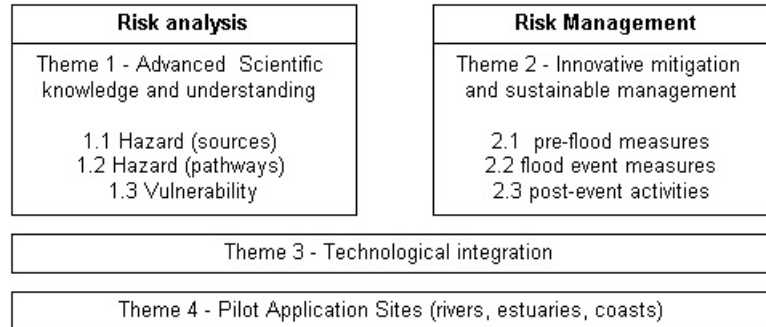 Risk analysis
Theme 1 - Advanced Scientific
knowledge and understanding
1.1 Hazard (sources)
1.2 Hazard (pathways)
1.3 Vulnerability
Risk Management
Theme 2 - Innovative mitigation
and sustainable management
2.1 pre-flood measures
2.2 flood event measures
2.3 post-event activities
Theme 3 - Technological integration
Theme 4 - Pilot Application Sites (rivers, estuaries, coasts)